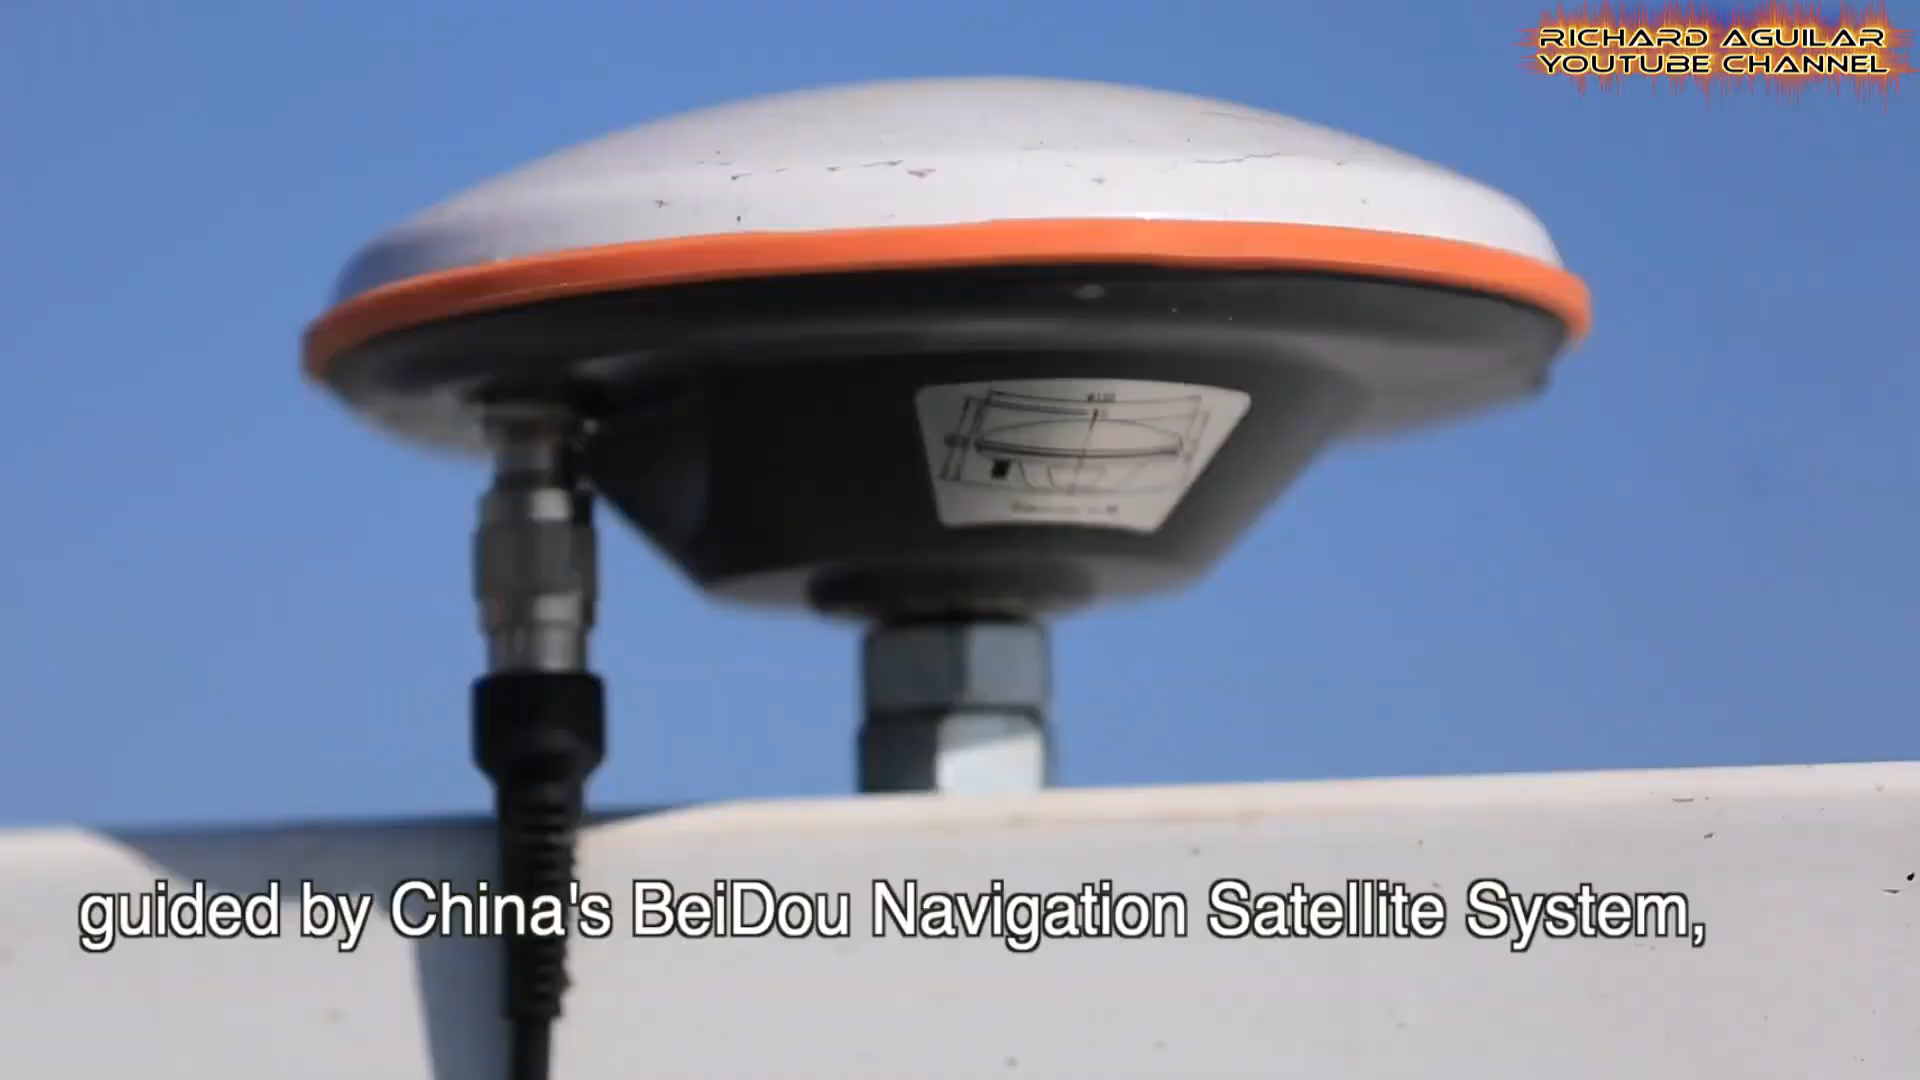 RICHARD AGUILAR
YOUTUBE CHANNEL
guided by China's BeiDou Navigation Satellite System,